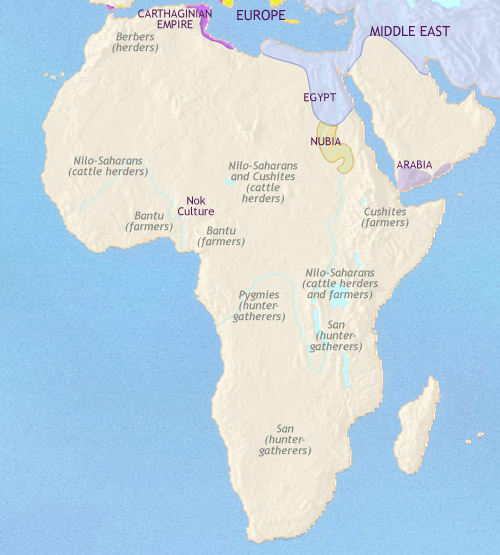 CARTHAGINIAN
EMPIRE
EUROPE
MIDDLE EAST
Berbers
(herders)
EGYPT
NUBIA
ARABIA
Nilo-Saharans
(cattle herders)
Nilo-Saharans
and Cushites
(cattle
herders)
Nok
Culture
Bantu
(farmers)
Bantu
(farmers)
Cushites
(farmers)
Nilo-Saharans
(cattle herders
and farmers)
Pygmies
(hunter-
gatherers)
San
(hunter-
gatherers)
San
(hunter-
gatherers)